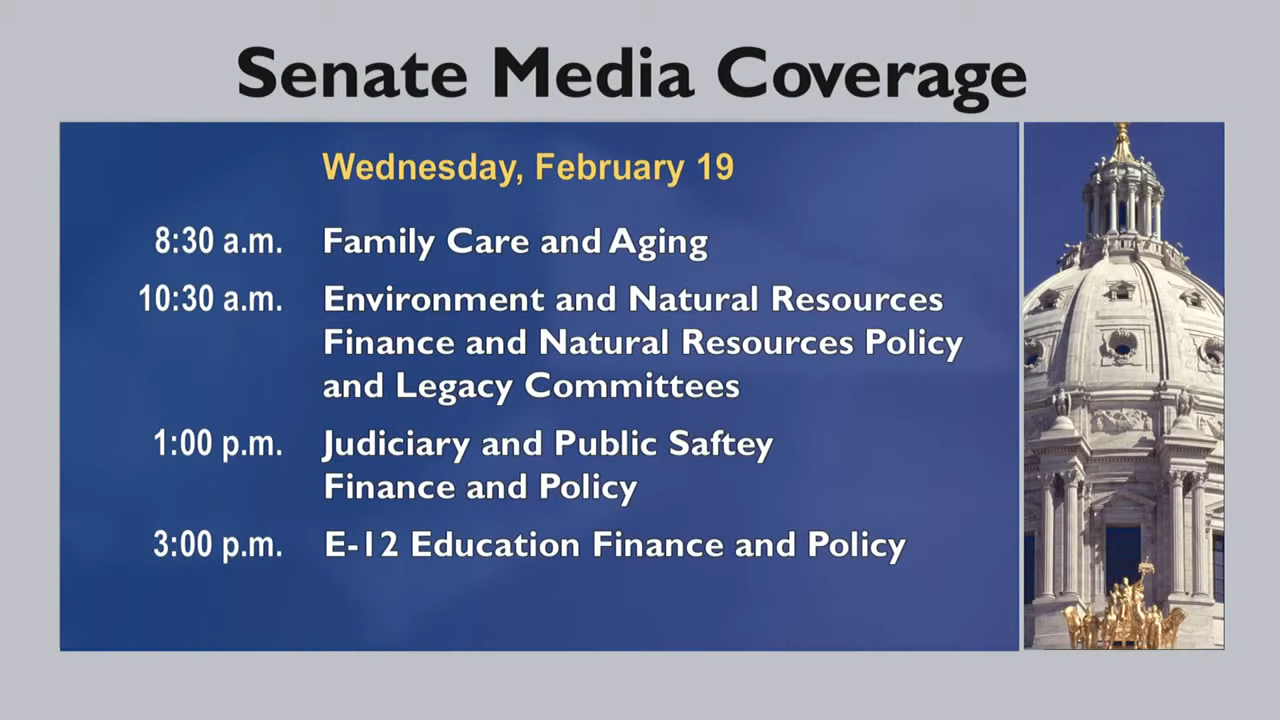 Senate Media Coverage
Wednesday, February 19
8:30 a.m. Family Care and Aging
10:30 a.m. Environment and Natural Resources
Finance and Natural Resources Policy
and Legacy Committees
1:00 p.m. Judiciary and Public Saftey
Finance and Policy
3:00 p.m. E-12 Education Finance and Policy